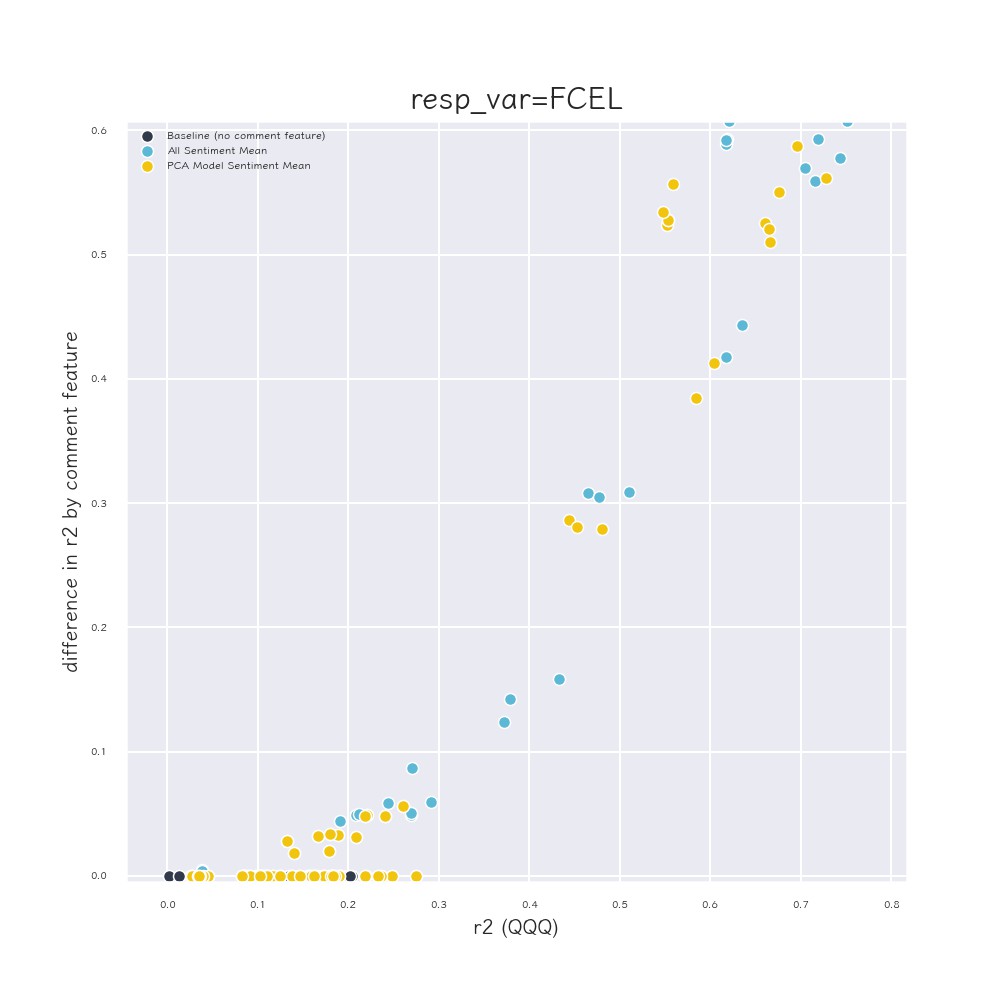 resp_var=FCEL
Baseline (no comment feature)
All Sentiment Mean
PCA Model Sentiment Mean
difference in r2 by comment feature
0.6
0.5
0.4
0.3
0.2
0.1
0.0
0.0 0.1 0.2 0.3 0.4 0.5 0.6 0.7 0.8
r2 (QQQ)